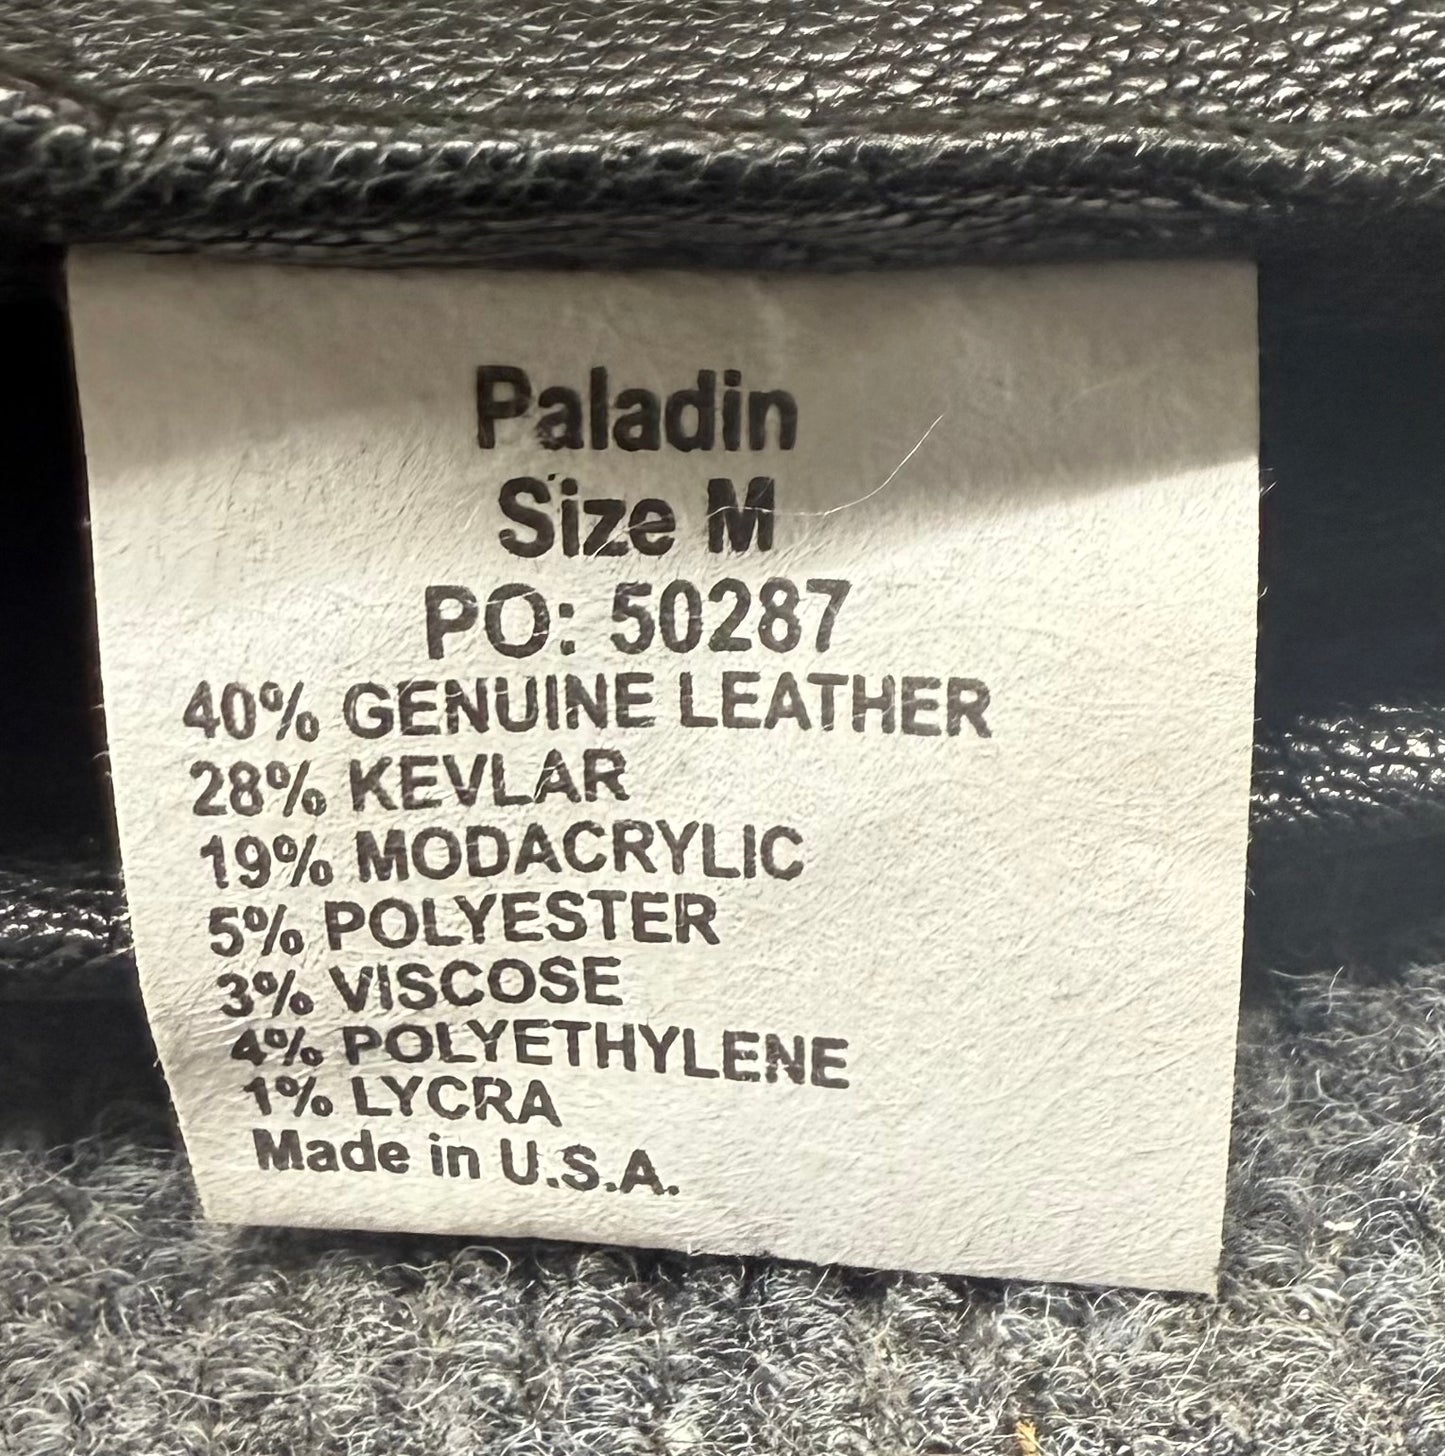 Paladin
Size M
PO: 50287
40% GENUINE LEATHER
28% KEVLAR
19% MODACRYLIC
5% POLYESTER
3% VISCOSE
4% POLYETHYLENE
1% LYCRA
Made in U.S.A.